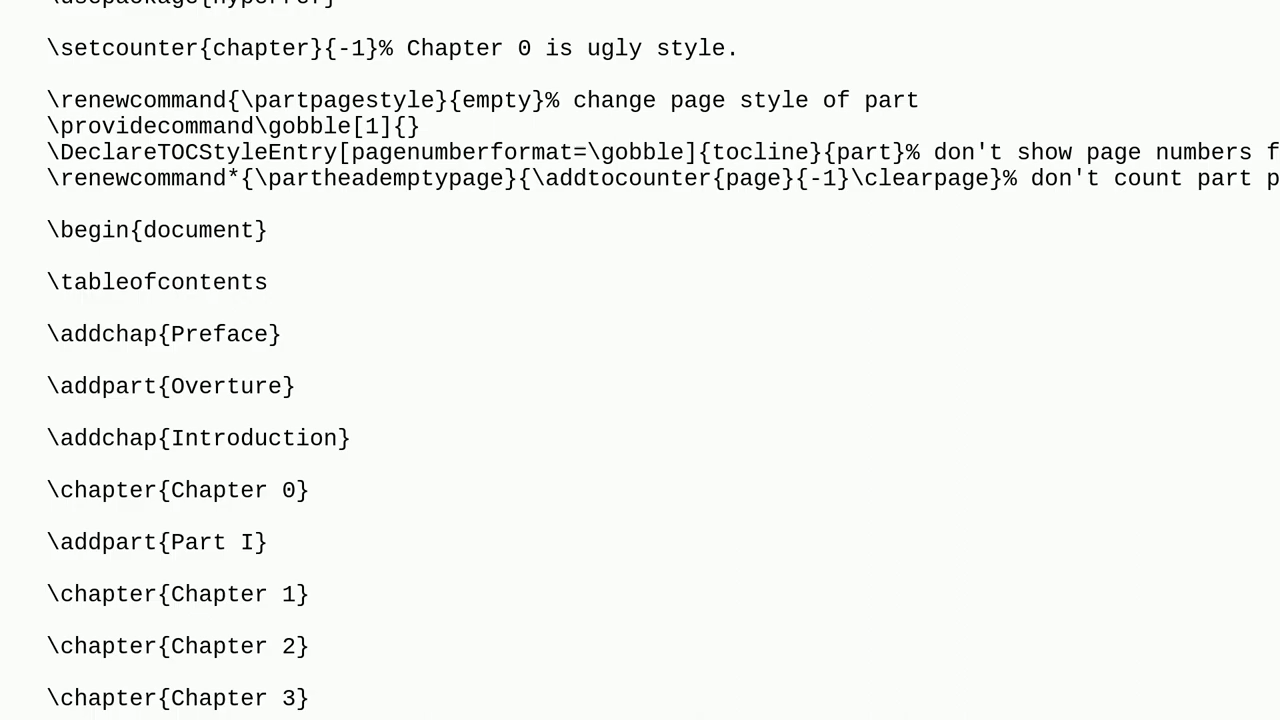 \usepackage{hyperref}
\setcounter{chapter}{-1}% Chapter 0 is ugly style.
\renewcommand{\partpagestyle}{empty}% change page style of part
\providecommand\gobble[1]{}
\DeclareTOCStyleEntry[pagenumberformat=\gobble]{tocline}{part}% don't show page numbers f
\renewcommand*{\partheademptypage}{\addtocounter{page}{-1}\clearpage}% don't count part p
\begin{document}
\tableofcontents
\addchap{Preface}
\addpart{Overture}
\addchap{Introduction}
\chapter{Chapter 0}
\addpart{Part I}
\chapter{Chapter 1}
\chapter{Chapter 2}
\chapter{Chapter 3}